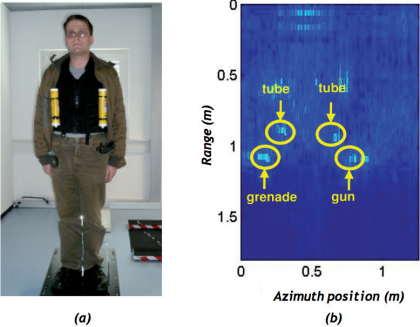 0
0.5
1
1.5
Range (m)
tube
tube
grenade
gun
0
0.5
1
Azimuth position (m)
(a)
(b)